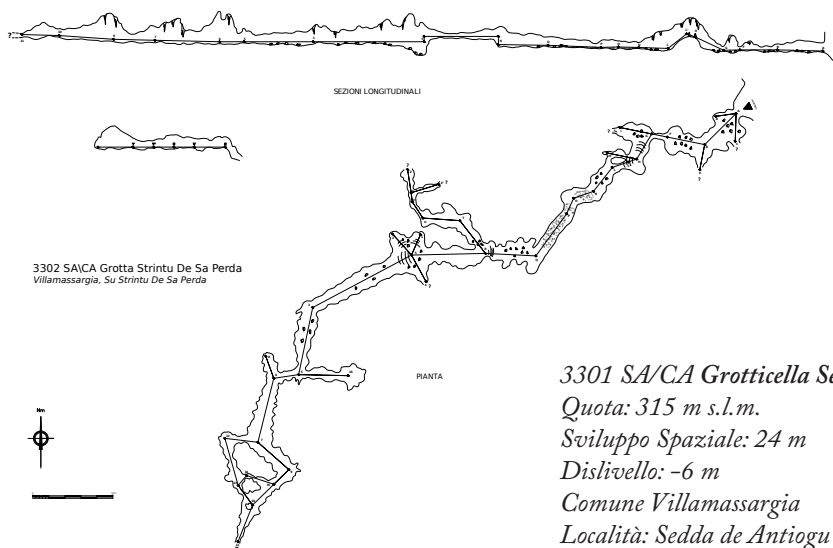 ?
SEZIONI LONGITUDINALI
?
?
?
?
?
?
3302 SA\CA Grotta Strintu De Sa Perda
Villamassargia, Su Strintu De Sa Perda
?
PIANTA
3301 SA/CA Grotticella Se
Quota: 315 m s.l.m.
Sviluppo Spaziale: 24 m
Dislivello: -6 m
Comune Villamassargia
Località: Sedda de Antiogu
Nm
?